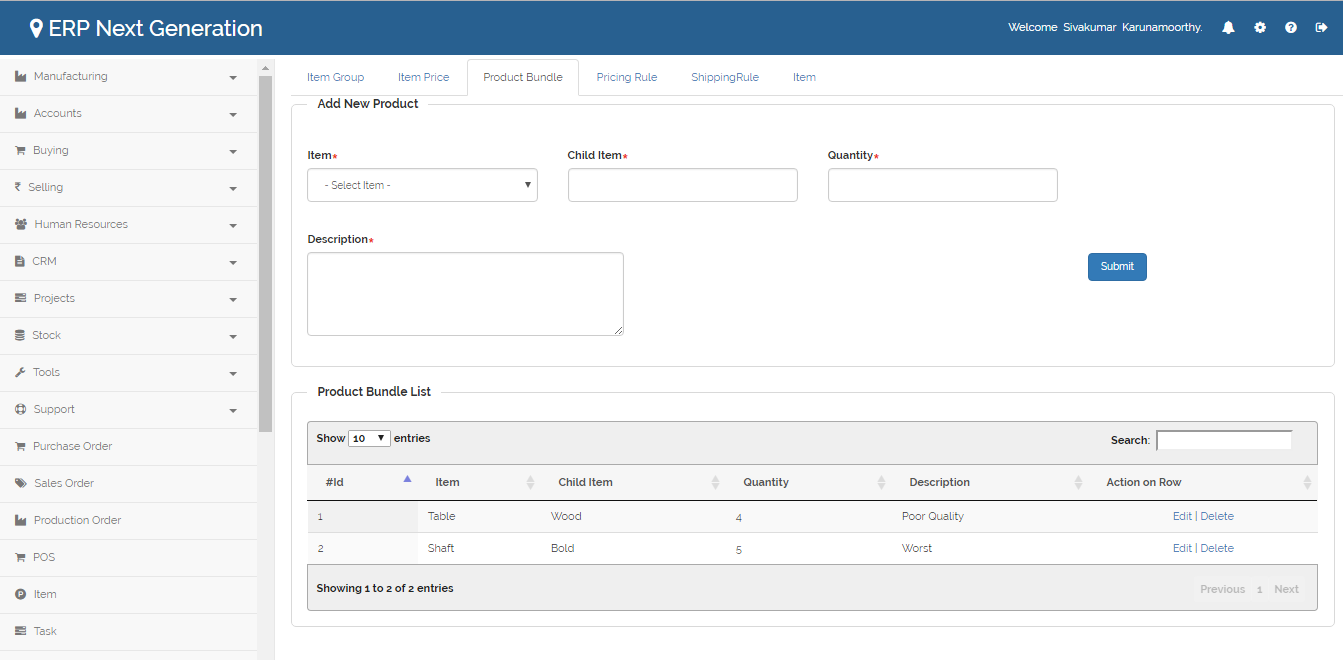 ERP Next Generation
Welcome Sivakumar Karunamoorthy.
Manufacturing
Accounts
Buying
Selling
Human Resources
CRM
Projects
Stock
Tools
Support
Purchase Order
Sales Order
Production Order
POS
Item
Task
Item Group Item Price Product Bundle Pricing Rule ShippingRule Item
Add New Product
Item* Child Item* Quantity*
- Select Item -
Description*
Submit
Product Bundle List
Show 10 entries Search:
#Id Item Child Item Quantity Description Action on Row
1 Table Wood 4 Poor Quality Edit | Delete
2 Shaft Bold 5 Worst Edit | Delete
Showing 1 to 2 of 2 entries Previous 1 Next